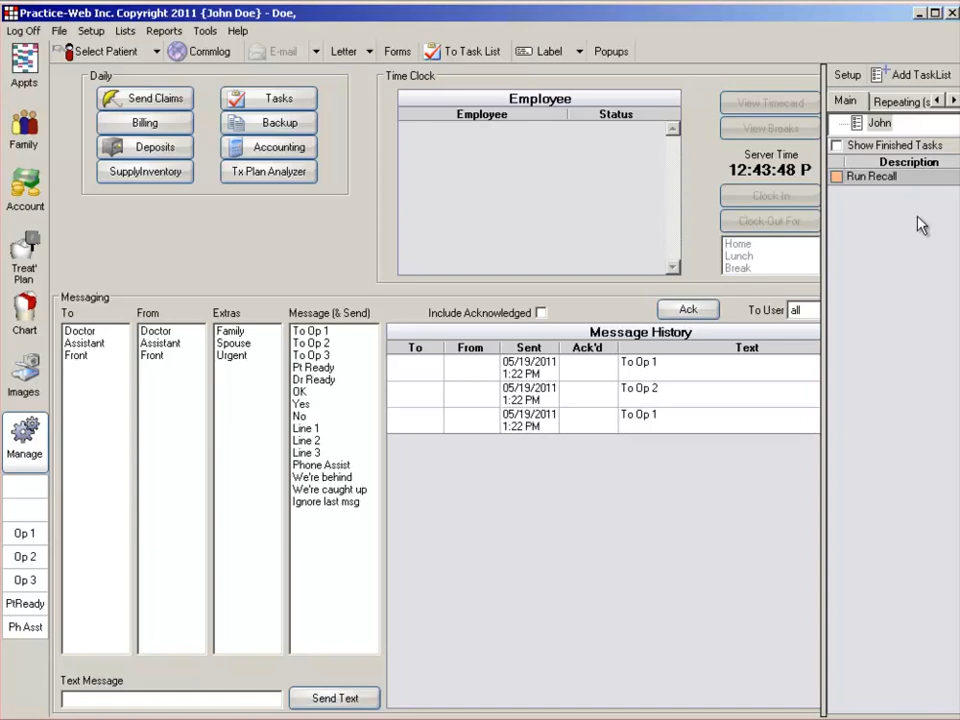 Practice-Web Inc. Copyright 2011 {John Doe} - Doe,
Log Off File Setup Lists Reports Tools Help
Select Patient Commlog E-mail Letter Forms To Task List Label Popups
Setup Add TaskList
Appts
Family
Account
Treat'
Plan
Chart
Images
Manage
Op 1
Op 2
Op 3
PtReady
Ph Asst
Daily
Send Claims Tasks
Billing Backup
Deposits Accounting
SupplyInventory Tx Plan Analyzer
Time Clock
Employee
Employee Status
View Timecard
View Breaks
Server Time
12:43:48 P
Clock In
Clock Out For
Home
Lunch
Break
Main Repeating (s
John
Show Finished Tasks
Description
Run Recall
Messaging
To From Extras Message (& Send)
Doctor
Assistant
Front
Doctor
Assistant
Front
Family
Spouse
Urgent
To Op 1
To Op 2
To Op 3
Pt Ready
Dr Ready
OK
Yes
No
Line 1
Line 2
Line 3
Phone Assist
We're behind
We're caught up
Ignore last msg
Include Acknowledged Ack To User all
Message History
To From Sent Ack'd Text
05/19/2011 To Op 1
1:22 PM
05/19/2011 To Op 2
1:22 PM
05/19/2011 To Op 1
1:22 PM
Text Message
Send Text